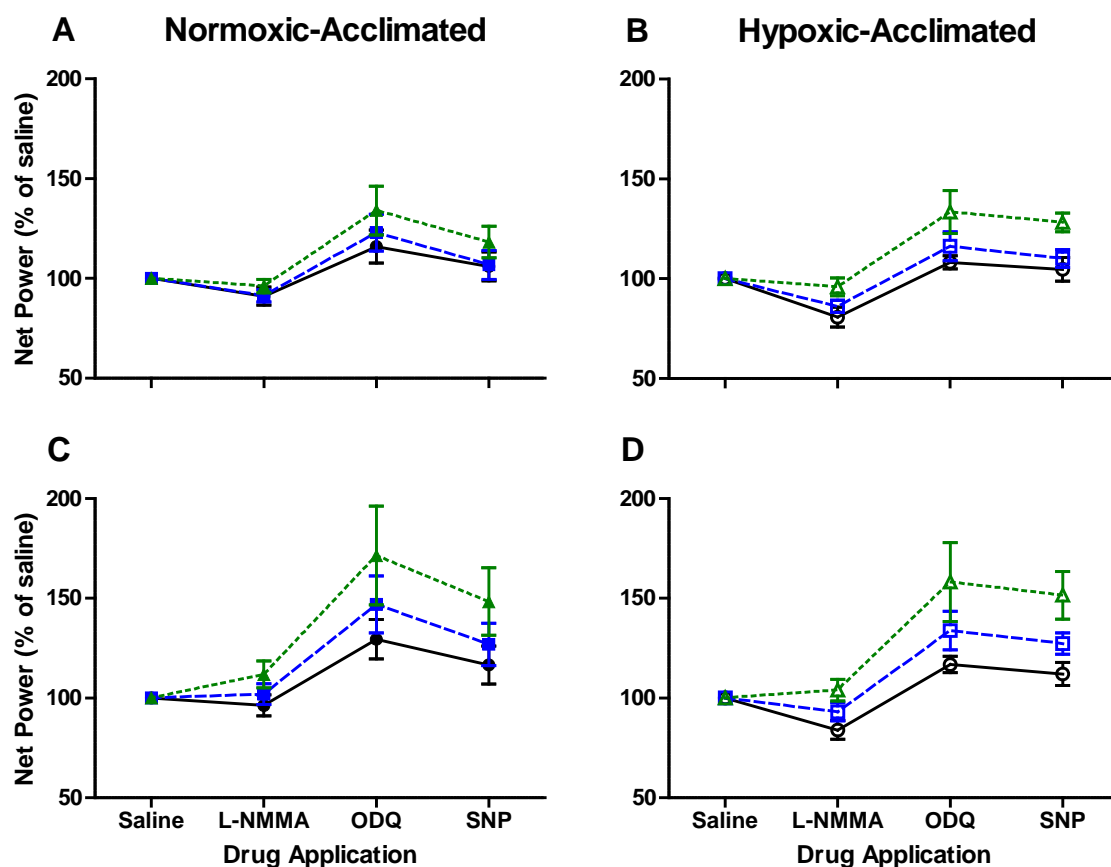 A Normoxic-Acclimated
B Hypoxic-Acclimated
Net Power (% of saline)
200
150
100
50
200
150
100
50
C
D
Net Power (% of saline)
200
150
100
50
200
150
100
50
Saline L-NMMA ODQ SNP
Saline L-NMMA ODQ SNP
Drug Application
Drug Application